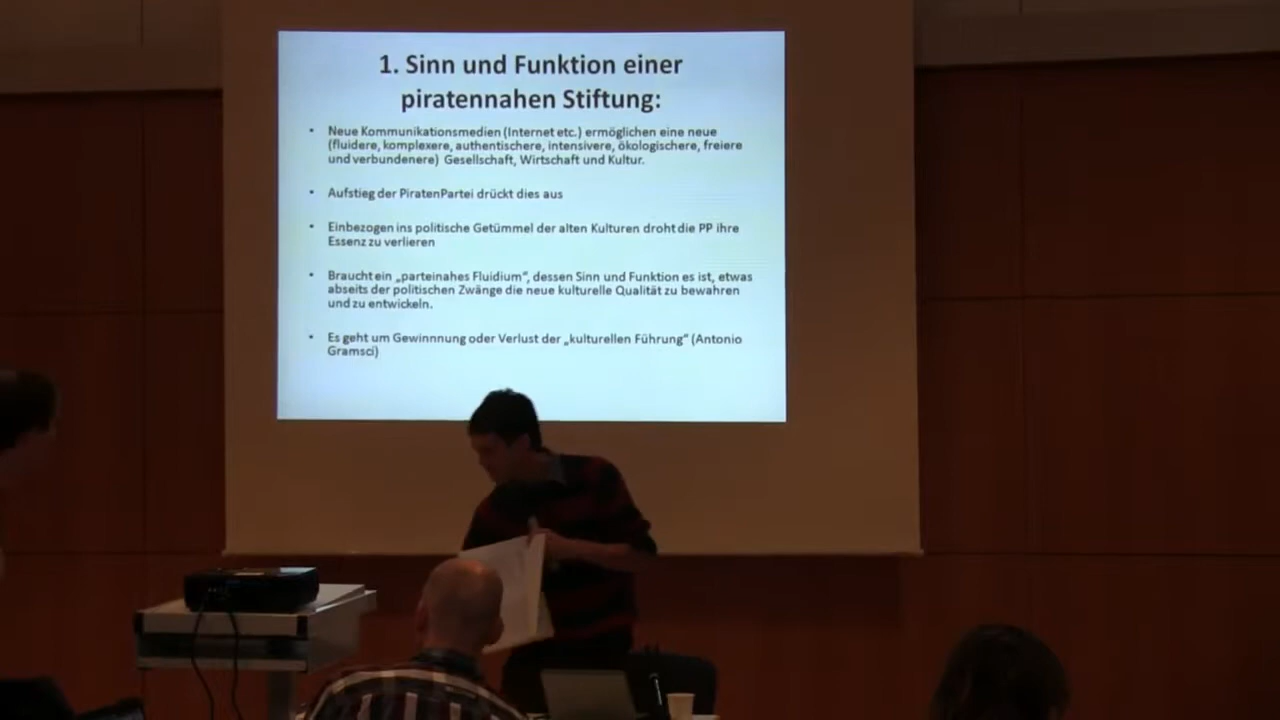 1. Sinn und Funktion einer
piratennahen Stiftung:
• Neue Kommunikationsmedien (Internet etc.) ermöglichen eine neue
(fluidere, komplexere, authentischere, intensivere, ökologischere, freiere
und verbundenere) Gesellschaft, Wirtschaft und Kultur.
• Aufstieg der PiratenPartei drückt dies aus
• Einbezogen ins politische Getümmel der alten Kulturen droht die PP ihre
Essenz zu verlieren
• Braucht ein „parteinahes Fluidium“, dessen Sinn und Funktion es ist, etwas
abseits der politischen Zwänge die neue kulturelle Qualität zu bewahren
und zu entwickeln.
• Es geht um Gewinnnung oder Verlust der „kulturellen Führung“ (Antonio
Gramsci)